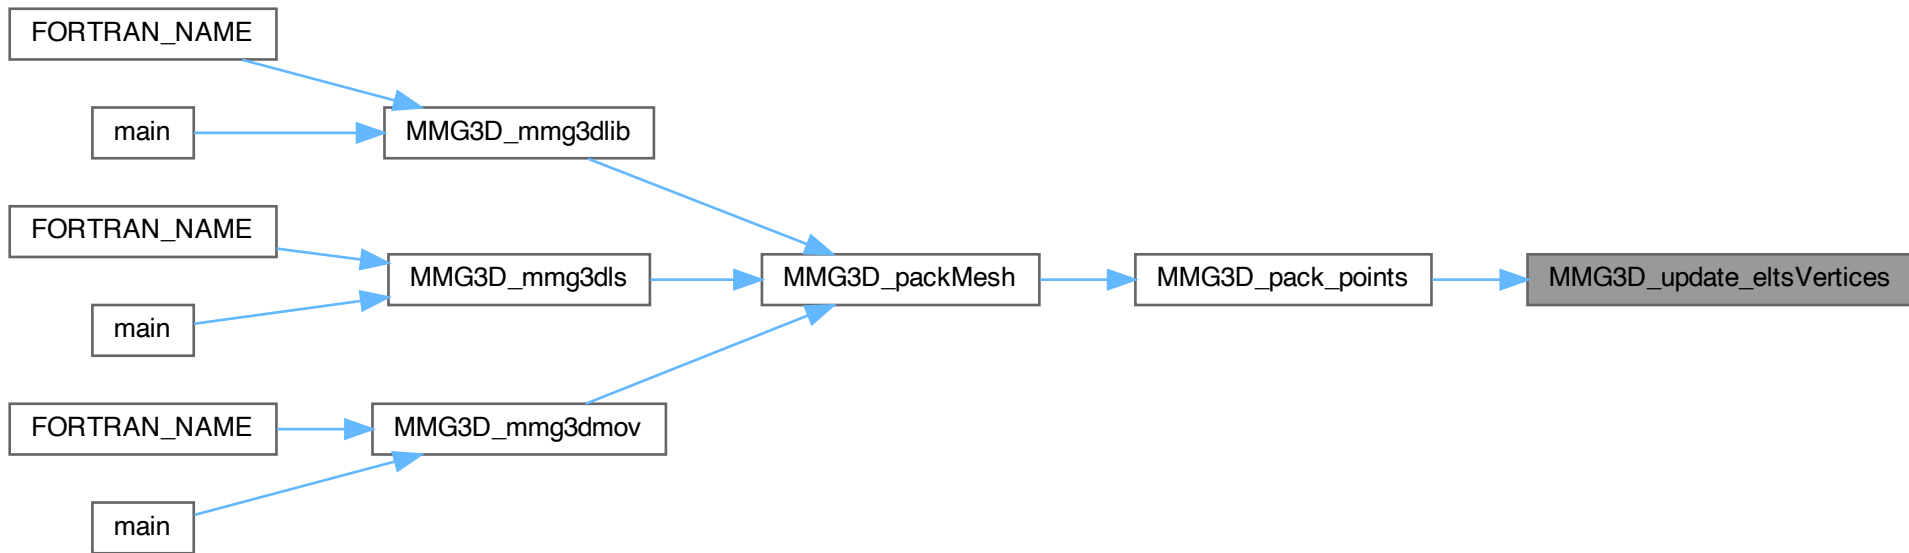 FORTRAN_NAME
main
MMG3D_mmg3dlib
FORTRAN_NAME
MMG3D_mmg3dls
MMG3D_packMesh
MMG3D_pack_points
MMG3D_update_eltsVertices
main
FORTRAN_NAME
MMG3D_mmg3dmov
main